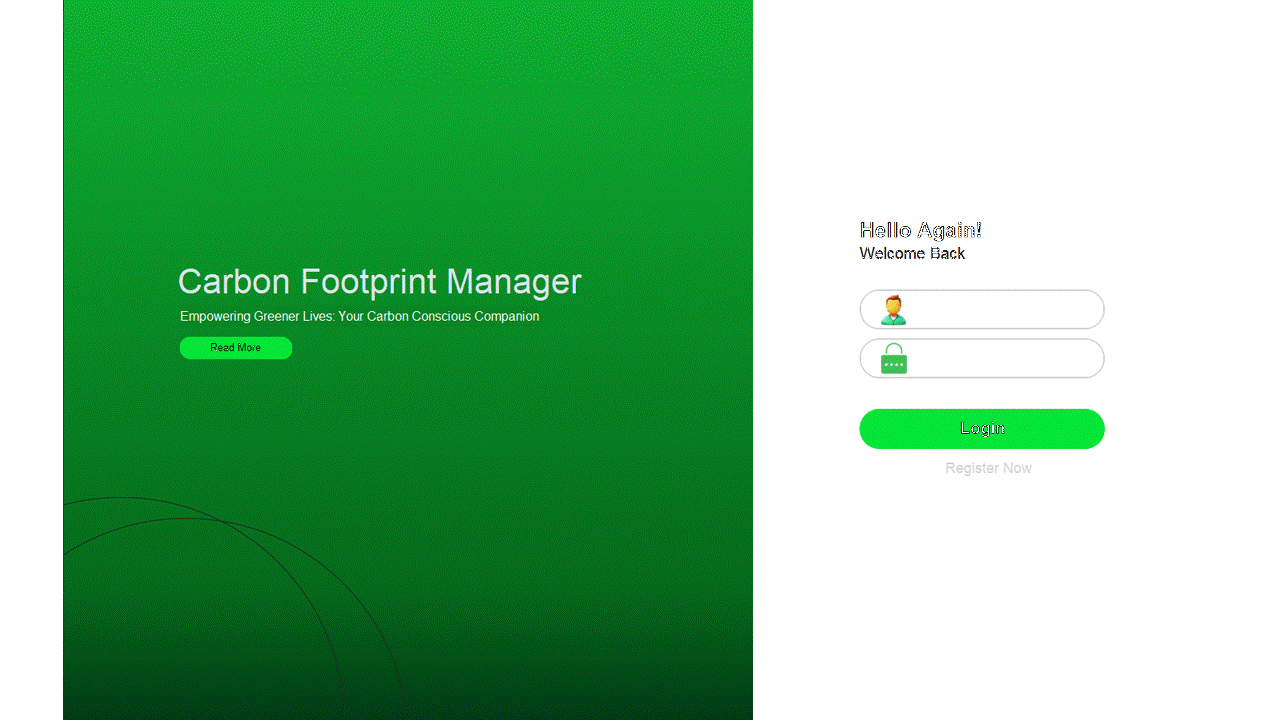 Carbon Footprint Manager
Empowering Greener Lives: Your Carbon Conscious Companion
Read More
Hello Again!
Welcome Back
Login
Register Now